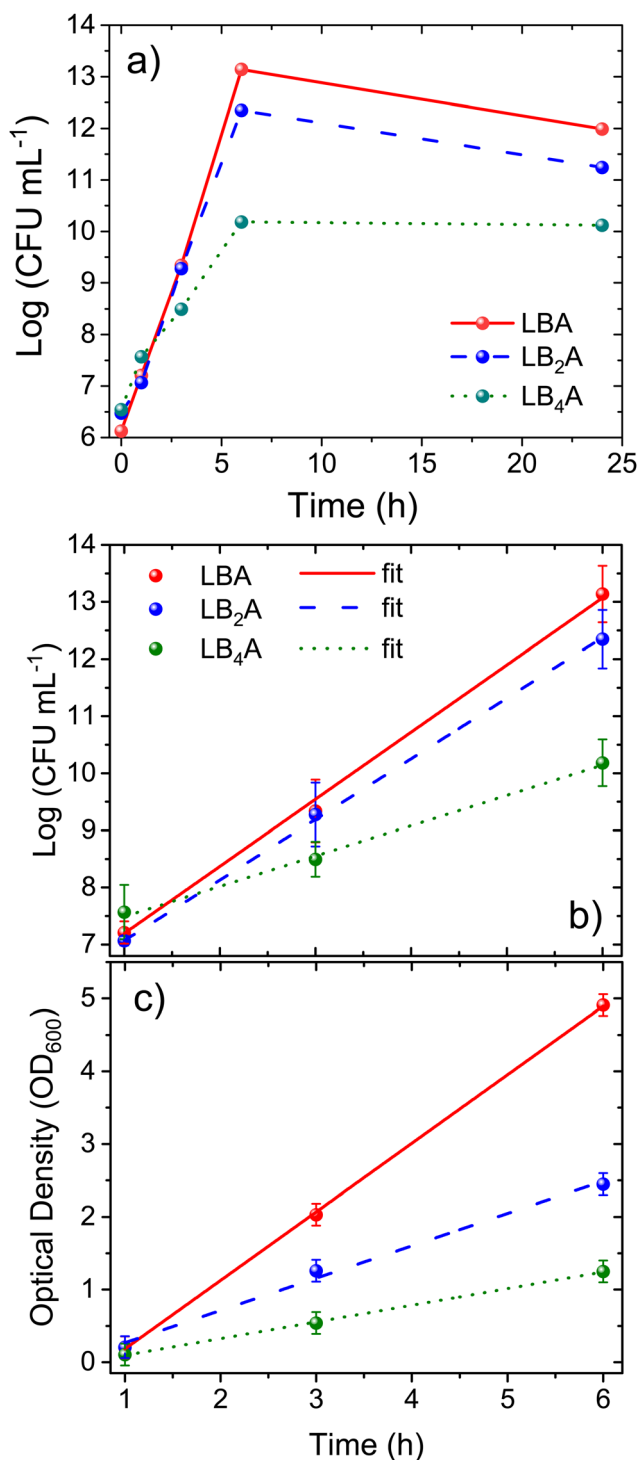 a)
14
13
12
11
10
9
8
7
6
Log (CFU mL⁻¹)
LBA
LB₂A
LB₄A
0 5 10 15 20 25
Time (h)
14
13
12
11
10
9
8
7
Log (CFU mL⁻¹)
LBA fit
LB₂A fit
LB₄A fit
b)
c)
5
4
3
2
1
0
Optical Density (OD₆₀₀)
1 2 3 4 5 6
Time (h)